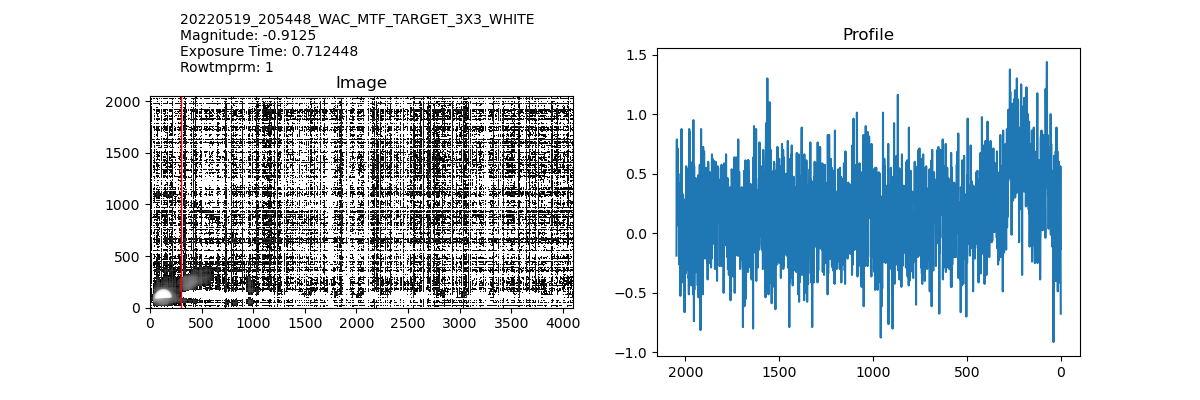 20220519_205448_WAC_MTF_TARGET_3X3_WHITE
Magnitude: -0.9125
Exposure Time: 0.712448
Rowtmprm: 1
Image
2000
1500
1000
500
0
0 500 1000 1500 2000 2500 3000 3500 4000
Profile
1.5
1.0
0.5
0.0
−0.5
−1.0
2000 1500 1000 500 0